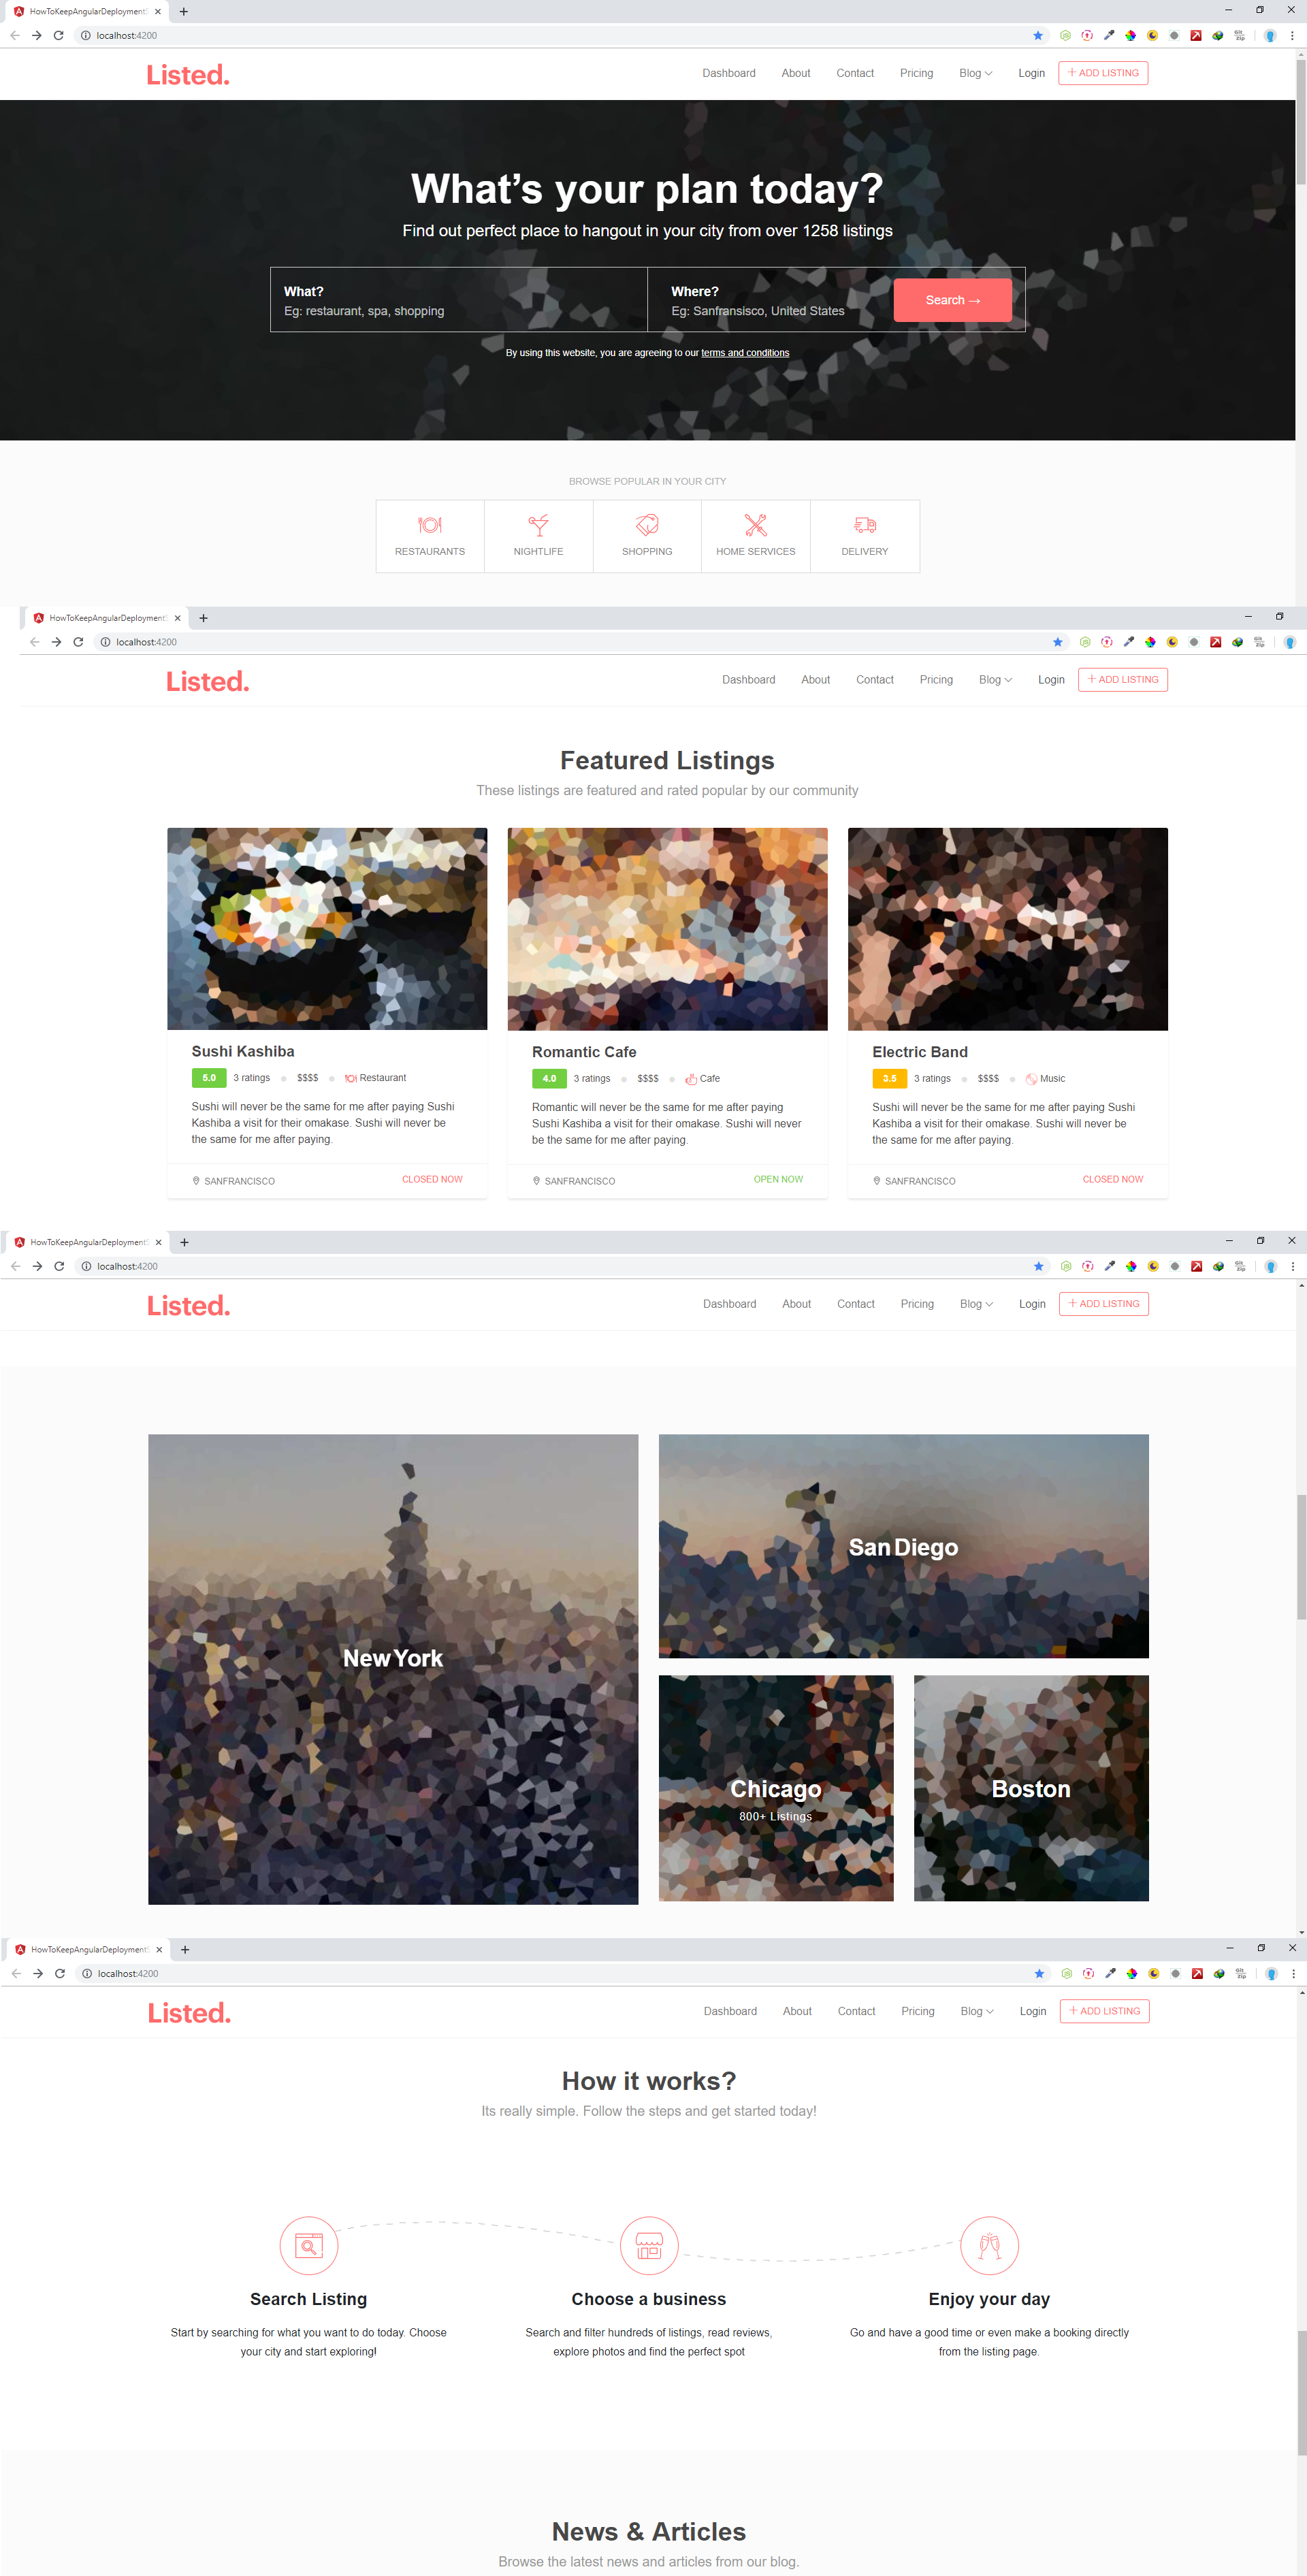 HowToKeepAngularDeployment
localhost:4200
Listed.
Dashboard About Contact Pricing Blog Login ADD LISTING
What's your plan today?
Find out perfect place to hangout in your city from over 1258 listings
What?
Eg: restaurant, spa, shopping
Where?
Eg: Sanfransisco, United States
Search →
By using this website, you are agreeing to our terms and conditions
BROWSE POPULAR IN YOUR CITY
RESTAURANTS NIGHTLIFE SHOPPING HOME SERVICES DELIVERY
HowToKeepAngularDeployment
localhost:4200
Listed.
Dashboard About Contact Pricing Blog Login ADD LISTING
Featured Listings
These listings are featured and rated popular by our community
Sushi Kashiba
5.0 3 ratings $$$$ Restaurant
Sushi will never be the same for me after paying Sushi
Kashiba a visit for their omakase. Sushi will never be
the same for me after paying.
SANFRANCISCO CLOSED NOW
Romantic Cafe
4.0 3 ratings $$$$ Cafe
Romantic will never be the same for me after paying
Sushi Kashiba a visit for their omakase. Sushi will never
be the same for me after paying.
SANFRANCISCO OPEN NOW
Electric Band
3.5 3 ratings $$$$ Music
Sushi will never be the same for me after paying Sushi
Kashiba a visit for their omakase. Sushi will never be
the same for me after paying.
SANFRANCISCO CLOSED NOW
HowToKeepAngularDeployment
localhost:4200
Listed.
Dashboard About Contact Pricing Blog Login ADD LISTING
New York
San Diego
Chicago
800+ Listings
Boston
HowToKeepAngularDeployment
localhost:4200
Listed.
Dashboard About Contact Pricing Blog Login ADD LISTING
How it works?
Its really simple. Follow the steps and get started today!
Search Listing
Start by searching for what you want to do today. Choose
your city and start exploring!
Choose a business
Search and filter hundreds of listings, read reviews,
explore photos and find the perfect spot
Enjoy your day
Go and have a good time or even make a booking directly
from the listing page.
News & Articles
Browse the latest news and articles from our blog.